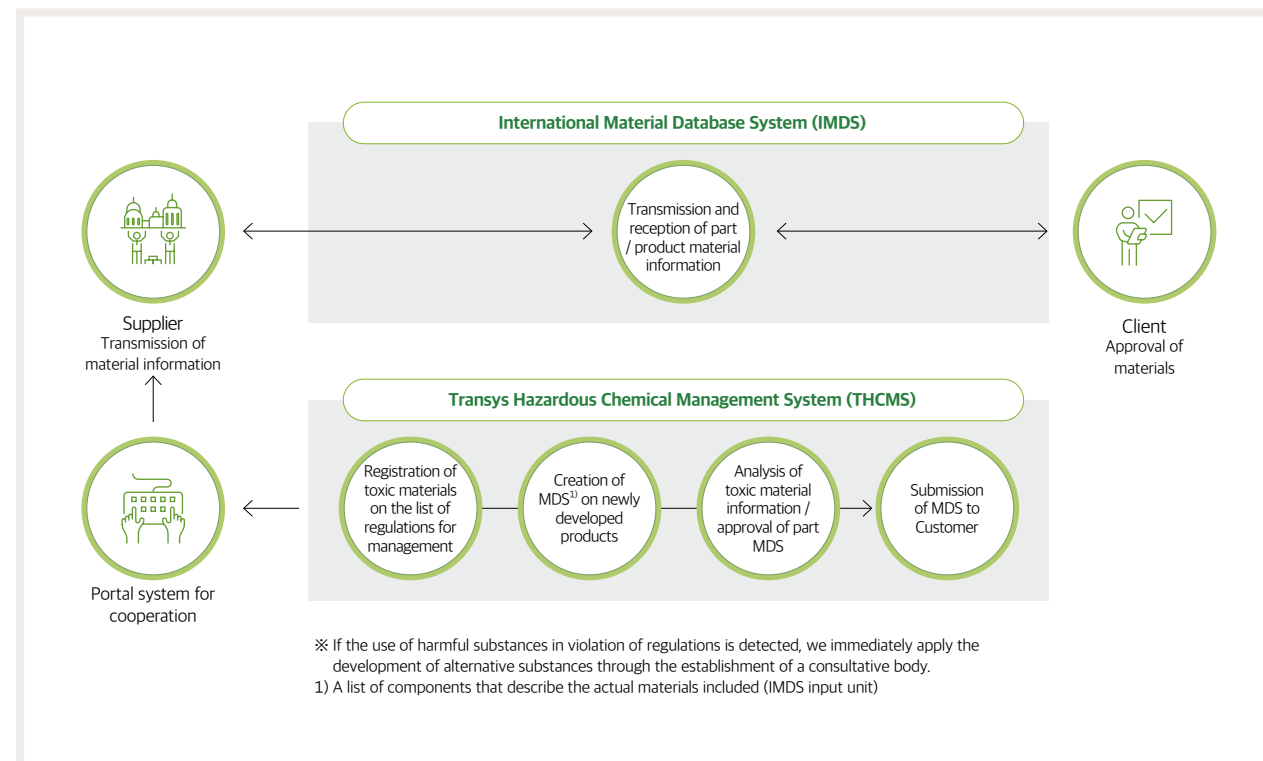 International Material Database System (IMDS)
Transmission and
reception of part
/ product material
information
Supplier
Transmission of
material information
Client
Approval of
materials
Transys Hazardous Chemical Management System (THCMS)
Registration of
toxic materials
on the list of
regulations for
management
Creation of
MDS1) on newly
developed
products
Analysis of
toxic material
information /
approval of part
MDS
Submission
of MDS to
Customer
Portal system for
cooperation
※ If the use of harmful substances in violation of regulations is detected, we immediately apply the
development of alternative substances through the establishment of a consultative body.
1) A list of components that describe the actual materials included (IMDS input unit)